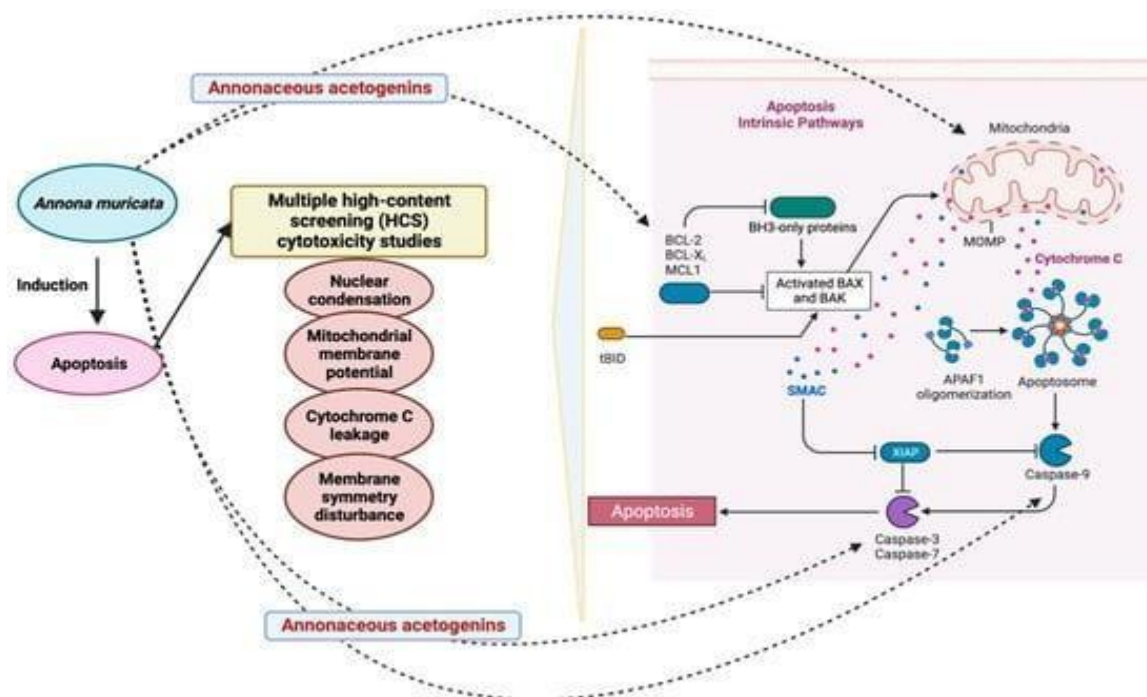 Annonaceous acetogenins
Annona muricata
Induction
Apoptosis
Multiple high-content
screening (HCS)
cytotoxicity studies
Nuclear
condensation
Mitochondrial
membrane
potential
Cytochrome C
leakage
Membrane
symmetry
disturbance
Annonaceous acetogenins
Apoptosis
Intrinsic Pathways
Mitochondria
BH3-only proteins
BCL-2
BCL-XL
MCL1
MOMP
Cytochrome C
Activated BAX
and BAK
tBID
SMAC
APAF1
oligomerization
Apoptosome
XIAP
Caspase-9
Apoptosis
Caspase-3
Caspase-7